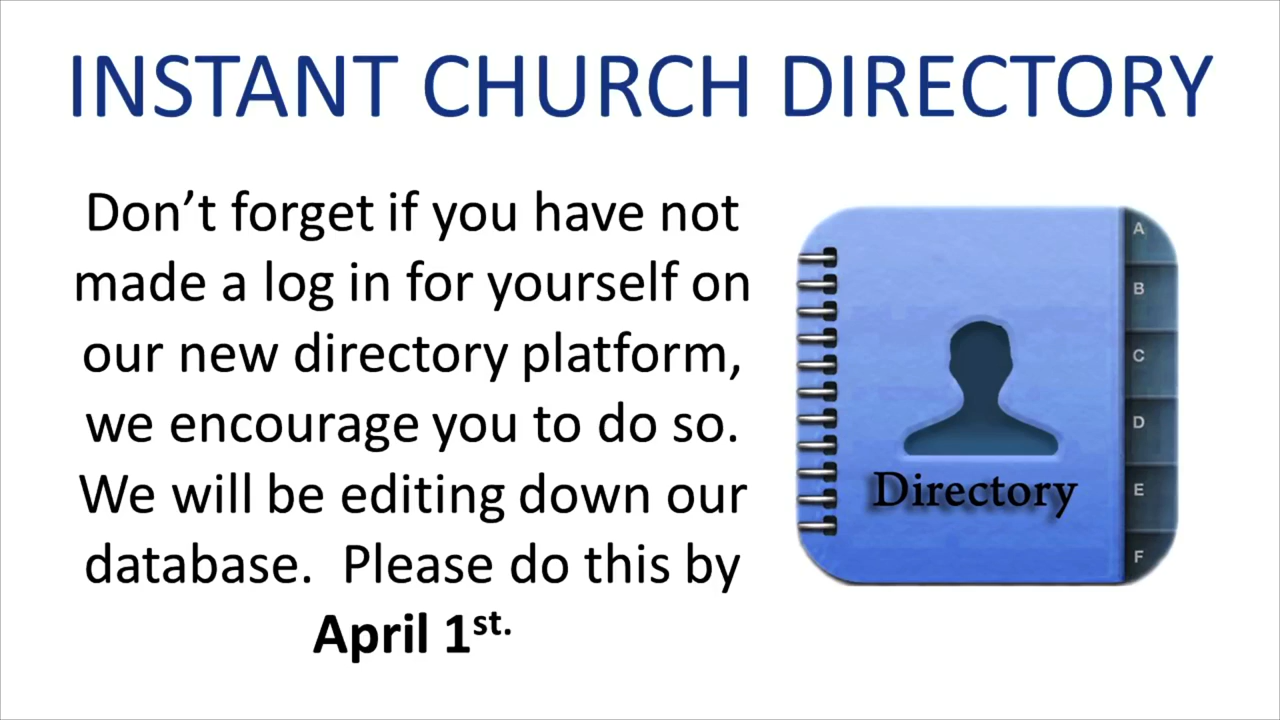 INSTANT CHURCH DIRECTORY
Don’t forget if you have not
made a log in for yourself on
our new directory platform,
we encourage you to do so.
We will be editing down our
database.  Please do this by
April 1st.
A
B
C
D
E
F
Directory